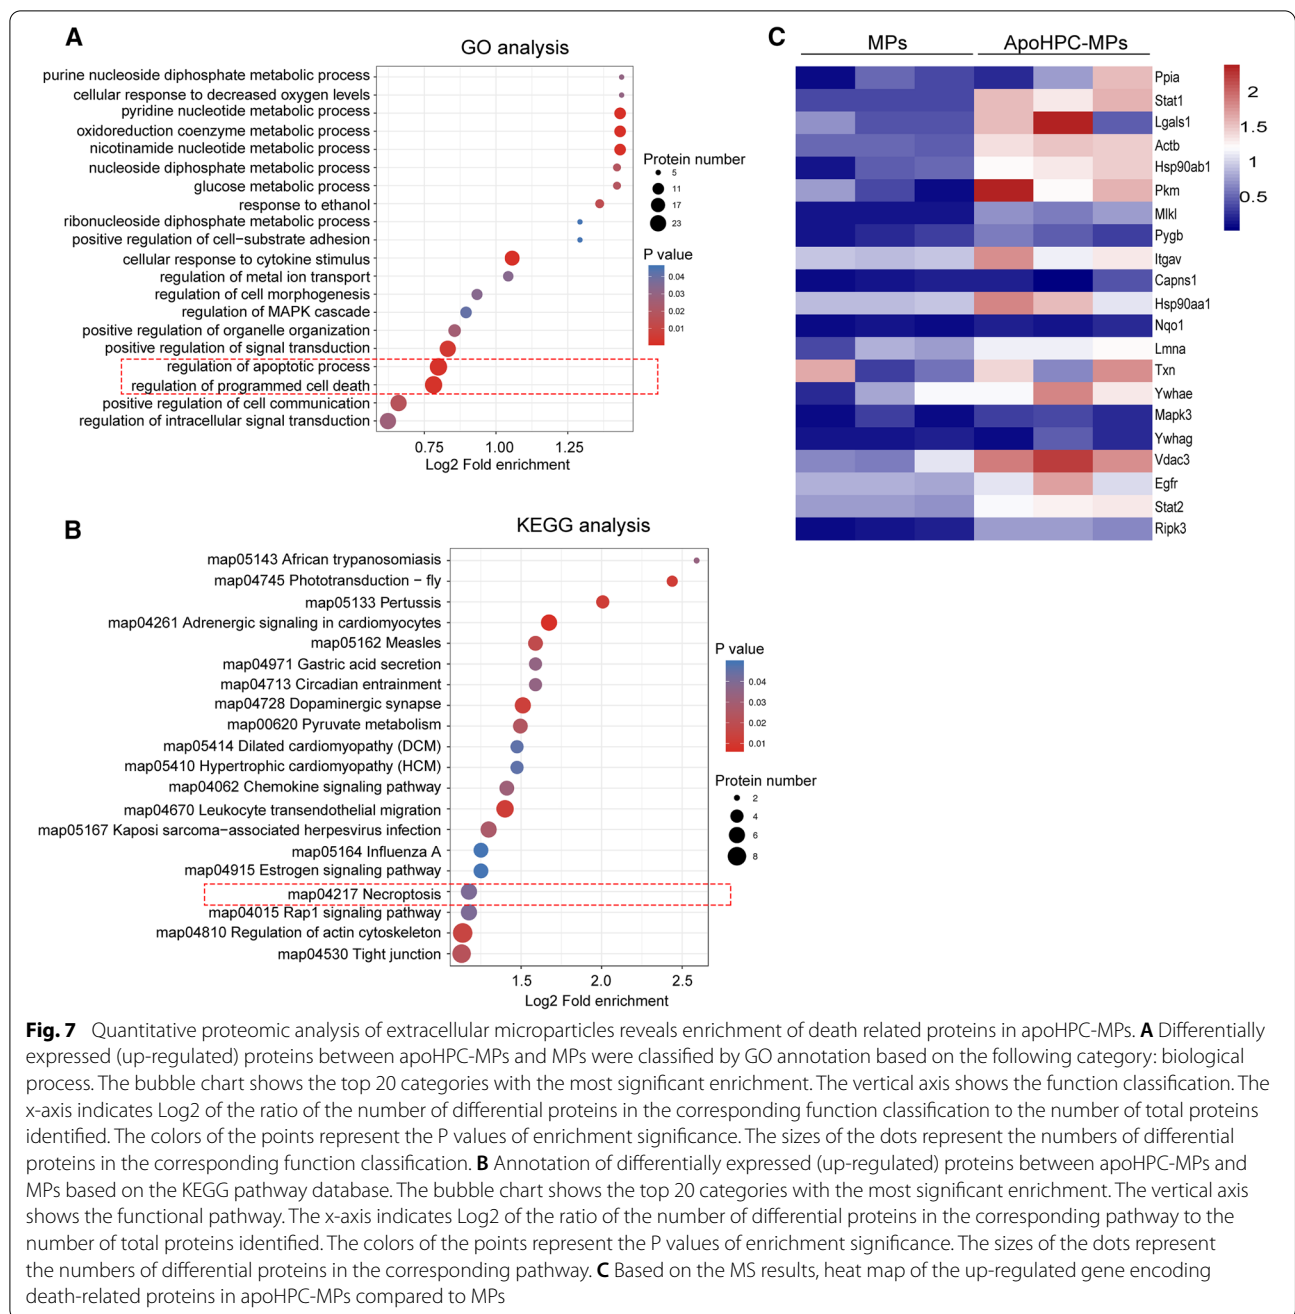 A
GO analysis
purine nucleoside diphosphate metabolic process
cellular response to decreased oxygen levels
pyridine nucleotide metabolic process
oxidoreduction coenzyme metabolic process
nicotinamide nucleotide metabolic process
nucleoside diphosphate metabolic process
glucose metabolic process
response to ethanol
ribonucleoside diphosphate metabolic process
positive regulation of cell−substrate adhesion
cellular response to cytokine stimulus
regulation of metal ion transport
regulation of cell morphogenesis
regulation of MAPK cascade
positive regulation of organelle organization
positive regulation of signal transduction
regulation of apoptotic process
regulation of programmed cell death
positive regulation of cell communication
regulation of intracellular signal transduction
0.75 1.00 1.25
Log2 Fold enrichment
Protein number
5
11
17
23
P value
0.04
0.03
0.02
0.01
B
KEGG analysis
map05143 African trypanosomiasis
map04745 Phototransduction − fly
map05133 Pertussis
map04261 Adrenergic signaling in cardiomyocytes
map05162 Measles
map04971 Gastric acid secretion
map04713 Circadian entrainment
map04728 Dopaminergic synapse
map00620 Pyruvate metabolism
map05414 Dilated cardiomyopathy (DCM)
map05410 Hypertrophic cardiomyopathy (HCM)
map04062 Chemokine signaling pathway
map04670 Leukocyte transendothelial migration
map05167 Kaposi sarcoma−associated herpesvirus infection
map05164 Influenza A
map04915 Estrogen signaling pathway
map04217 Necroptosis
map04015 Rap1 signaling pathway
map04810 Regulation of actin cytoskeleton
map04530 Tight junction
1.5 2.0 2.5
Log2 Fold enrichment
P value
0.04
0.03
0.02
0.01
Protein number
2
4
6
8
C
MPs ApoHPC-MPs
Ppia
Stat1
Lgals1
Actb
Hsp90ab1
Pkm
Mlkl
Pygb
Itgav
Capns1
Hsp90aa1
Nqo1
Lmna
Txn
Ywhae
Mapk3
Ywhag
Vdac3
Egfr
Stat2
Ripk3
2
1.5
1
0.5
Fig. 7 Quantitative proteomic analysis of extracellular microparticles reveals enrichment of death related proteins in apoHPC-MPs. A Differentially
expressed (up-regulated) proteins between apoHPC-MPs and MPs were classified by GO annotation based on the following category: biological
process. The bubble chart shows the top 20 categories with the most significant enrichment. The vertical axis shows the function classification. The
x-axis indicates Log2 of the ratio of the number of differential proteins in the corresponding function classification to the number of total proteins
identified. The colors of the points represent the P values of enrichment significance. The sizes of the dots represent the numbers of differential
proteins in the corresponding function classification. B Annotation of differentially expressed (up-regulated) proteins between apoHPC-MPs and
MPs based on the KEGG pathway database. The bubble chart shows the top 20 categories with the most significant enrichment. The vertical axis
shows the functional pathway. The x-axis indicates Log2 of the ratio of the number of differential proteins in the corresponding pathway to the
number of total proteins identified. The colors of the points represent the P values of enrichment significance. The sizes of the dots represent
the numbers of differential proteins in the corresponding pathway. C Based on the MS results, heat map of the up-regulated gene encoding
death-related proteins in apoHPC-MPs compared to MPs